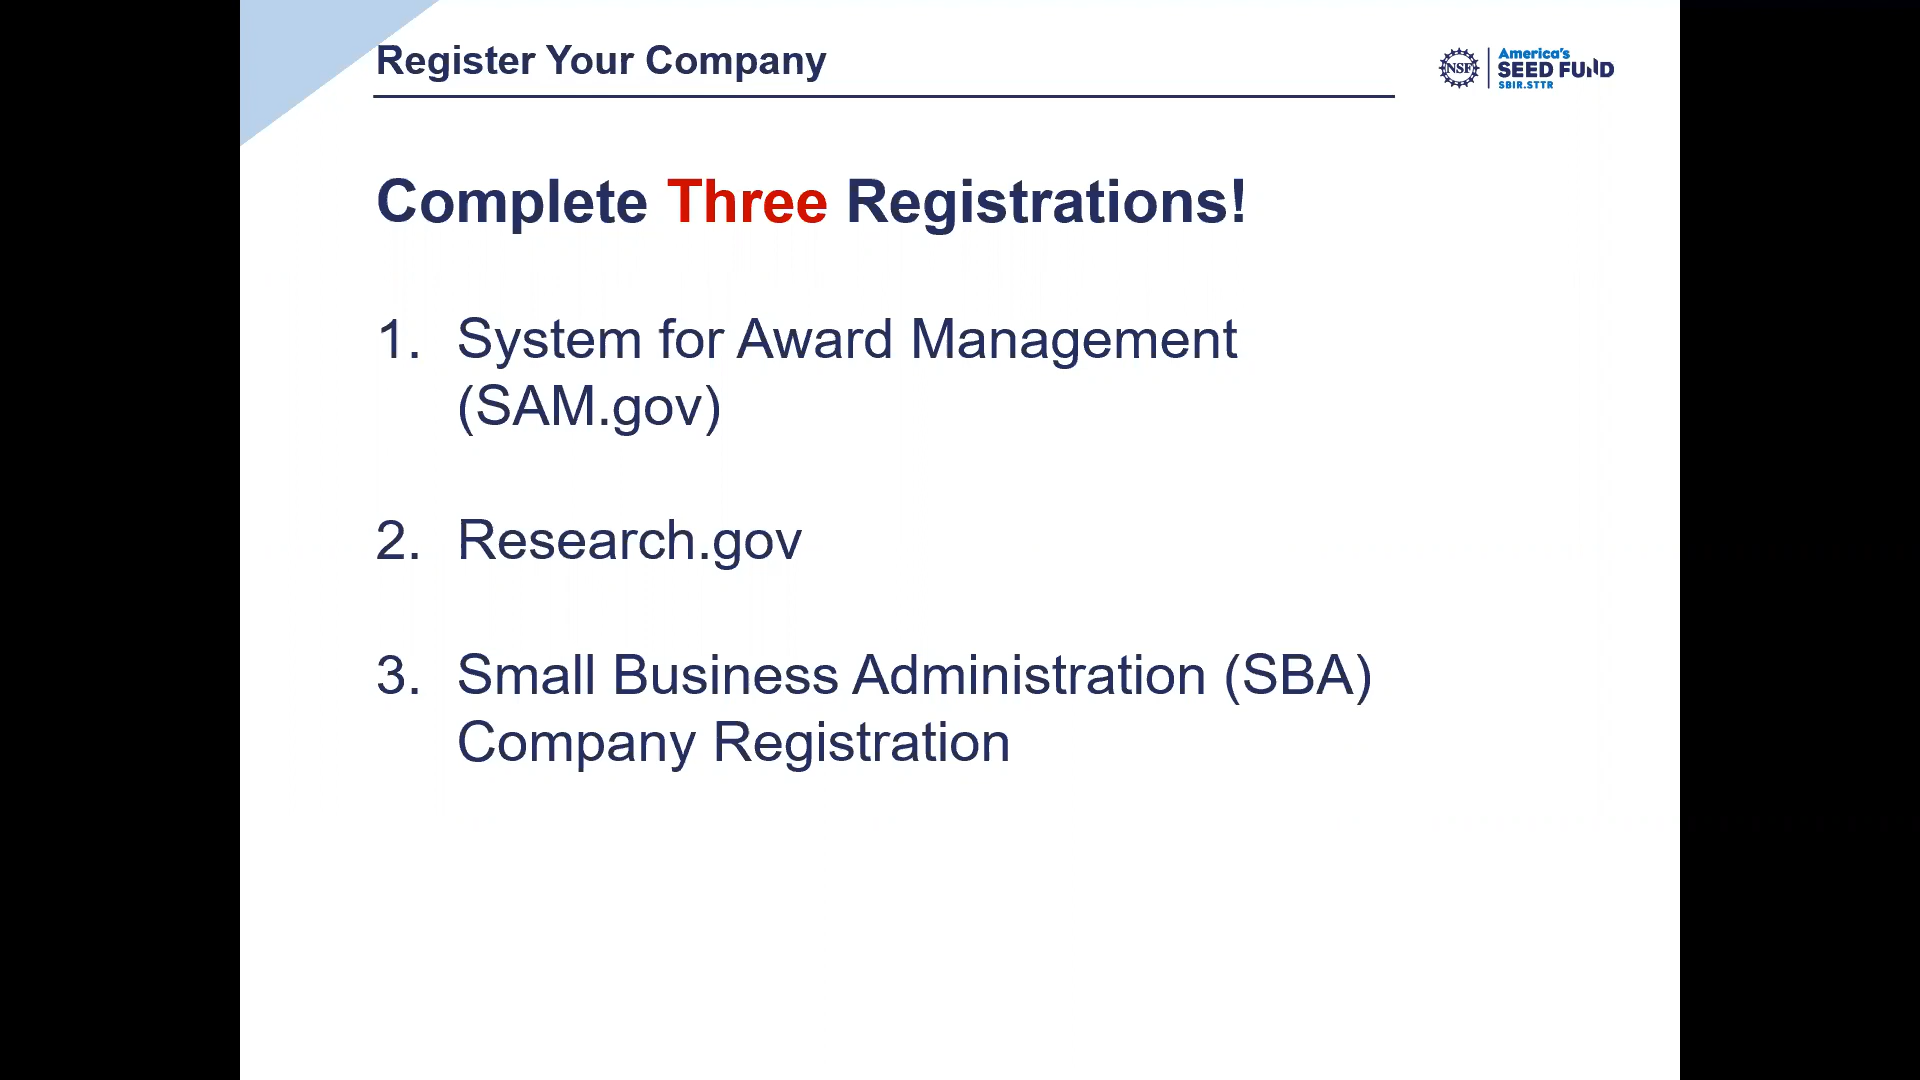 Register Your Company
NSF
America's
SEED FUND
SBIR.STTR
Complete Three Registrations!
1. System for Award Management
(SAM.gov)
2. Research.gov
3. Small Business Administration (SBA)
Company Registration